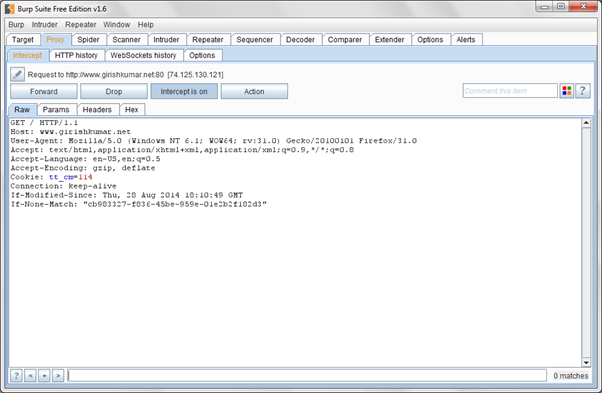 Burp Suite Free Edition v1.6
Burp Intruder Repeater Window Help
Target Proxy Spider Scanner Intruder Repeater Sequencer Decoder Comparer Extender Options Alerts
Intercept HTTP history WebSockets history Options
Request to http://www.girishkumar.net:80 [74.125.130.121]
Forward Drop Intercept is on Action Comment this item ?
Raw Params Headers Hex
GET / HTTP/1.1
Host: www.girishkumar.net
User-Agent: Mozilla/5.0 (Windows NT 6.1; WOW64; rv:31.0) Gecko/20100101 Firefox/31.0
Accept: text/html,application/xhtml+xml,application/xml;q=0.9,*/*;q=0.8
Accept-Language: en-US,en;q=0.5
Accept-Encoding: gzip, deflate
Cookie: tt_cm=114
Connection: keep-alive
If-Modified-Since: Thu, 28 Aug 2014 18:10:49 GMT
If-None-Match: "cb983327-f836-45be-959e-01e2b2f182d3"
? < + > 0 matches